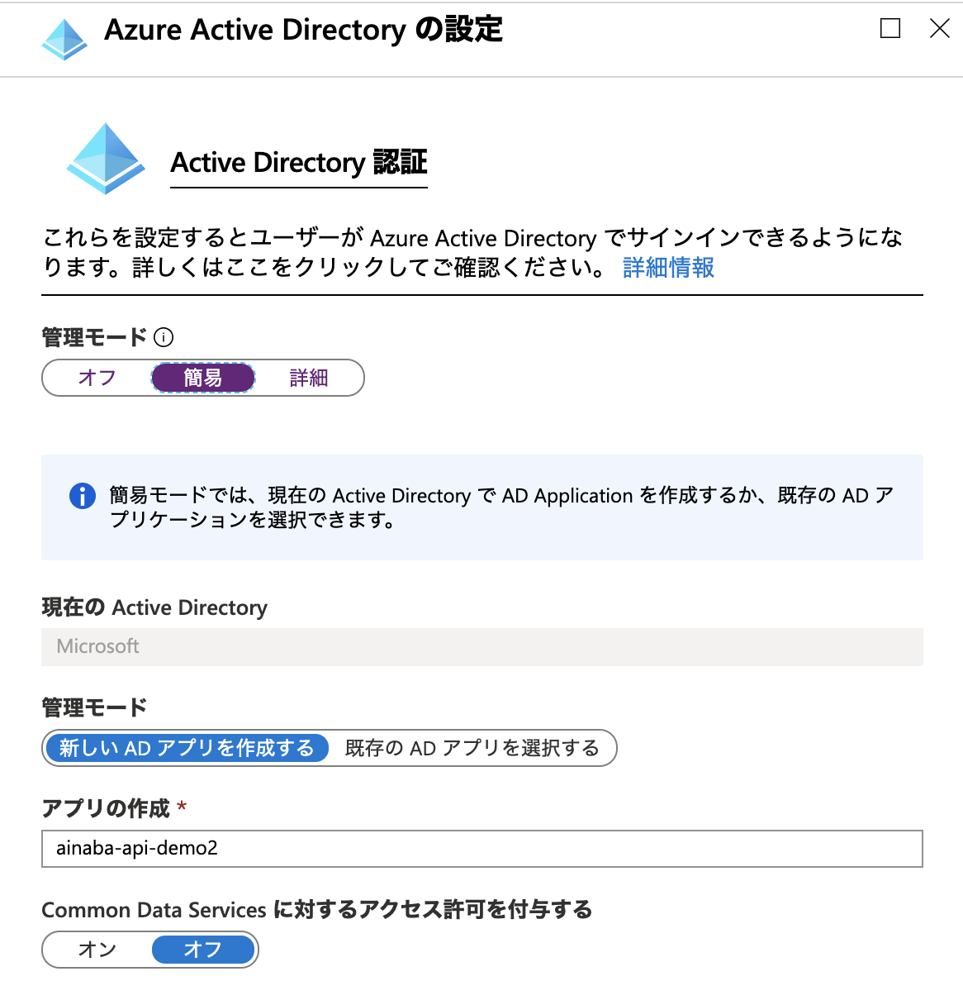 Azure Active Directory の設定
Active Directory 認証
これらを設定するとユーザーが Azure Active Directory でサインインできるようにな
ります。詳しくはここをクリックしてご確認ください。 詳細情報
管理モード
オフ 簡易 詳細
簡易モードでは、現在の Active Directory で AD Application を作成するか、既存の AD ア
プリケーションを選択できます。
現在の Active Directory
Microsoft
管理モード
新しい AD アプリを作成する 既存の AD アプリを選択する
アプリの作成 *
ainaba-api-demo2
Common Data Services に対するアクセス許可を付与する
オン オフ